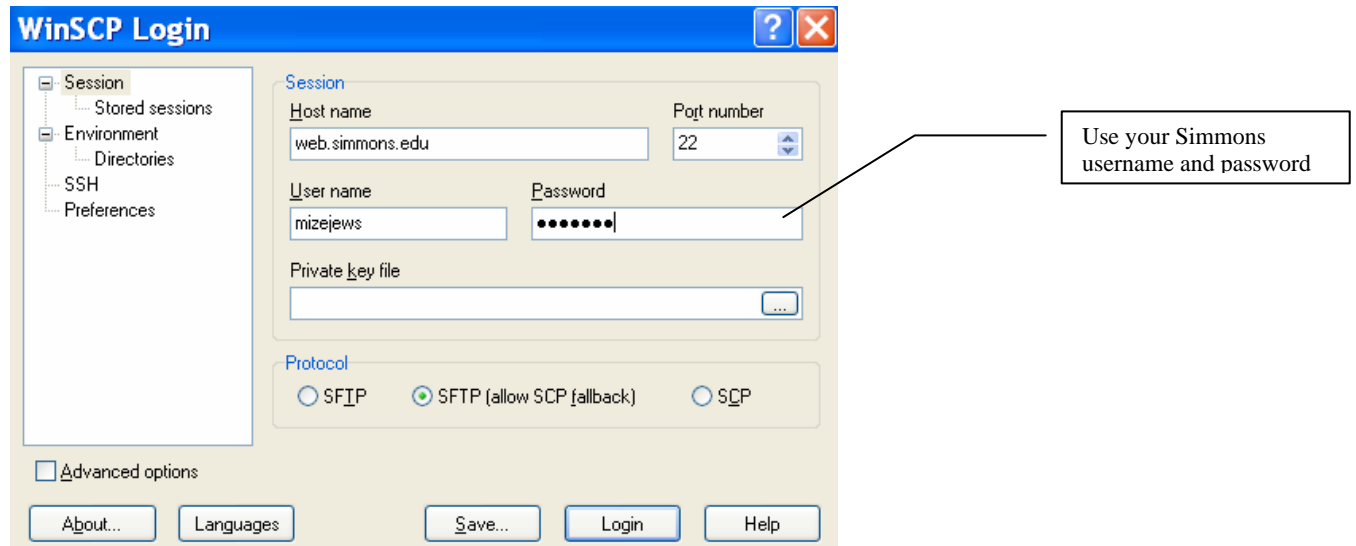 WinSCP Login
Session
Stored sessions
Environment
Directories
SSH
Preferences
Session
Host name Port number
web.simmons.edu 22
User name Password
mizejews •••••••
Private key file
...
Protocol
SFTP SFTP (allow SCP fallback) SCP
Advanced options
About... Languages Save... Login Help
Use your Simmons
username and password